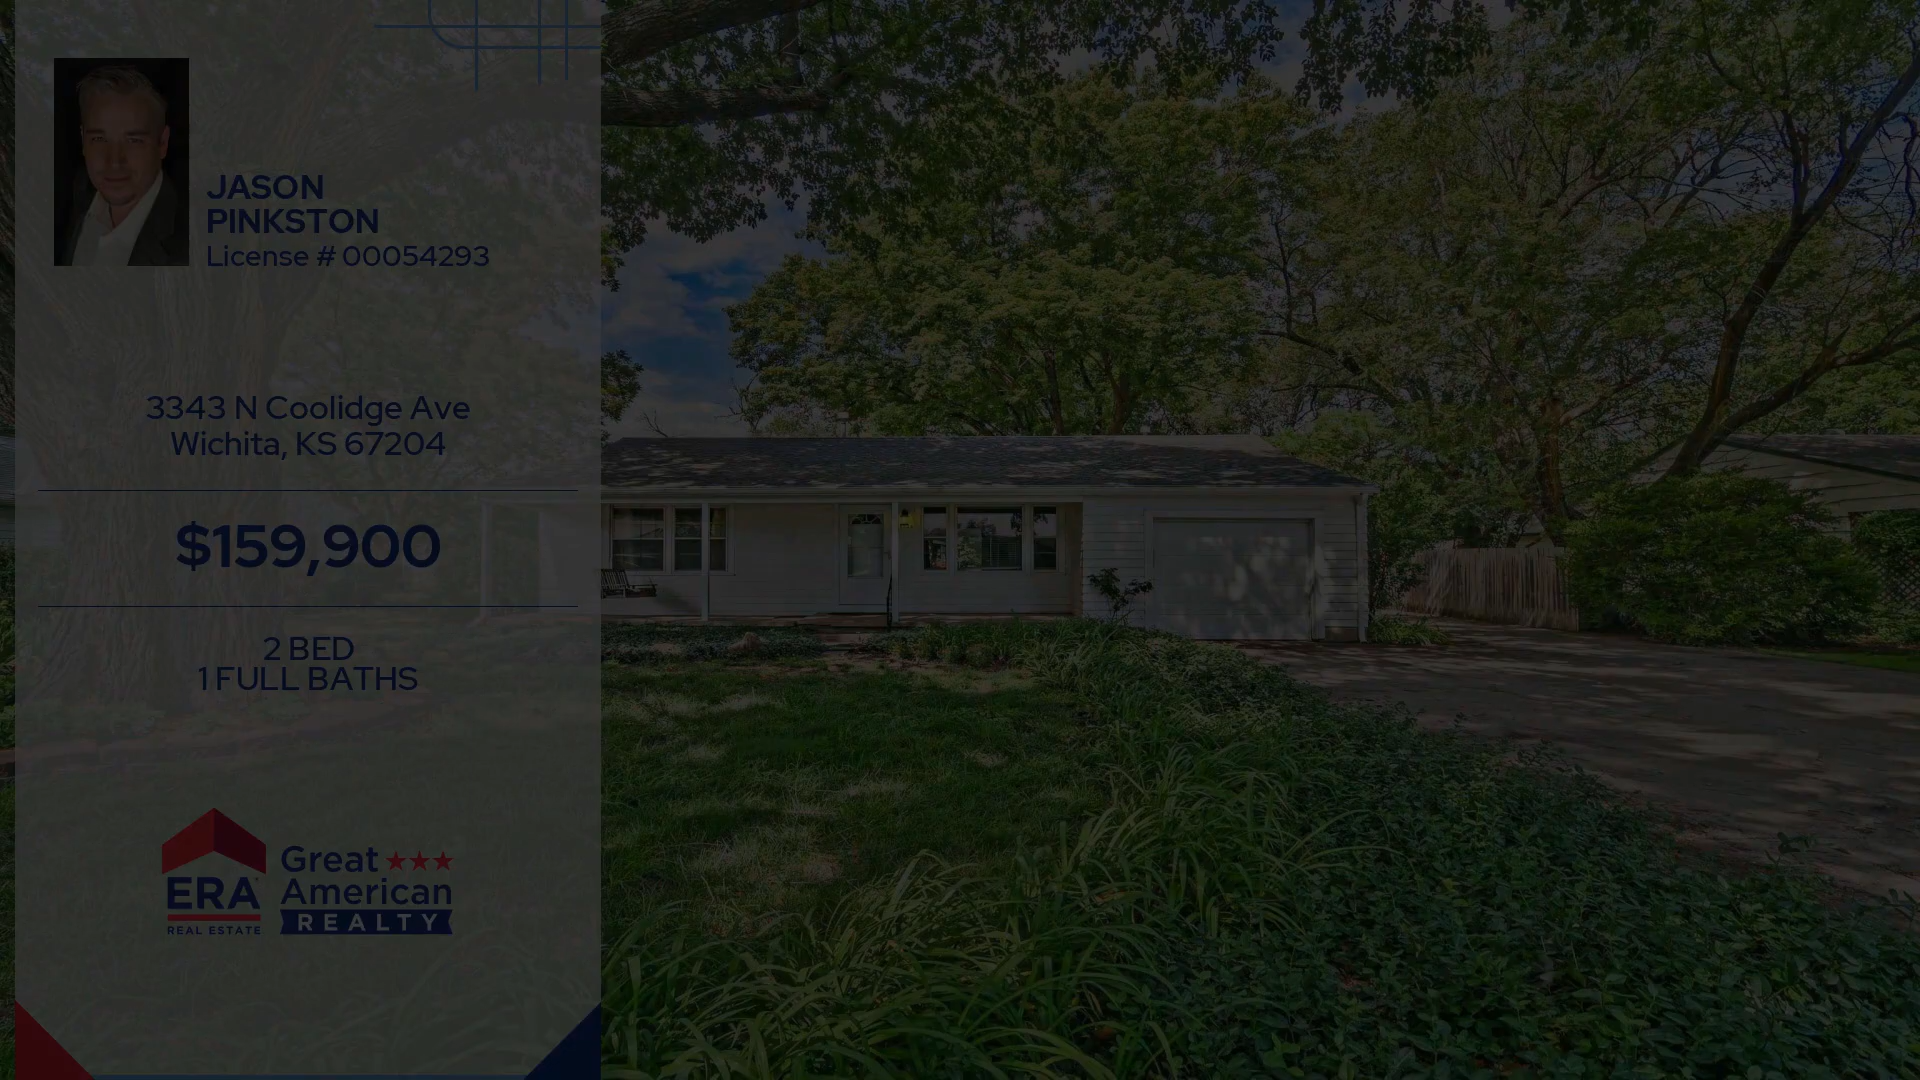 JASON
PINKSTON
License # 00054293
3343 N Coolidge Ave
Wichita, KS 67204
$159,900
2 BED
1 FULL BATHS
ERA
REAL ESTATE
Great
American
REALTY